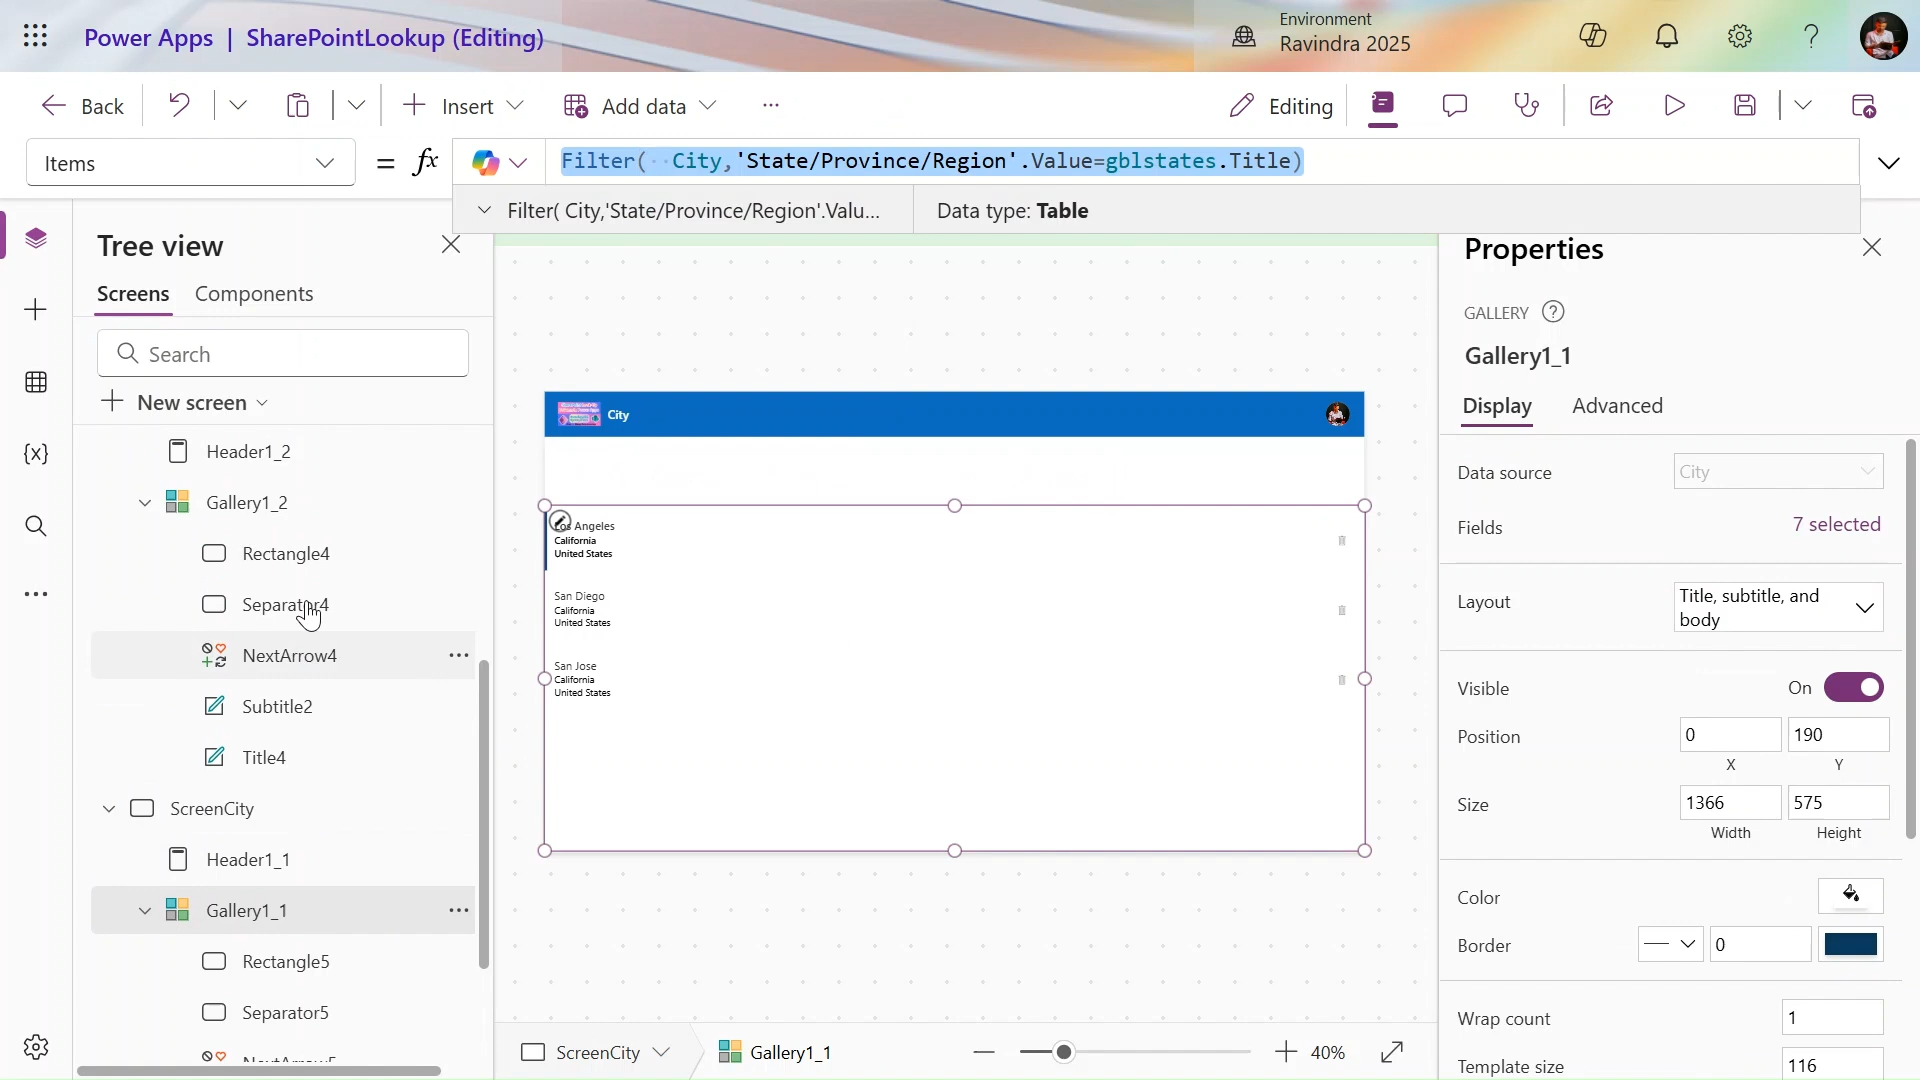 Power Apps | SharePointLookup (Editing)
Environment
Ravindra 2025
Back
Insert
Add data
Editing
Items
= fx
Filter(  City,'State/Province/Region'.Value=gblstates.Title)
Filter( City,'State/Province/Region'.Valu...
Data type: Table
Tree view
Screens
Components
Search
New screen
Header1_2
Gallery1_2
Rectangle4
Separator4
NextArrow4
Subtitle2
Title4
ScreenCity
Header1_1
Gallery1_1
Rectangle5
Separator5
NextArrow5
City
Los Angeles
California
United States
San Diego
California
United States
San Jose
California
United States
ScreenCity
Gallery1_1
40%
Properties
GALLERY
Gallery1_1
Display
Advanced
Data source
City
Fields
7 selected
Layout
Title, subtitle, and
body
Visible
On
Position
0
190
X
Y
Size
1366
575
Width
Height
Color
Border
0
Wrap count
1
Template size
116